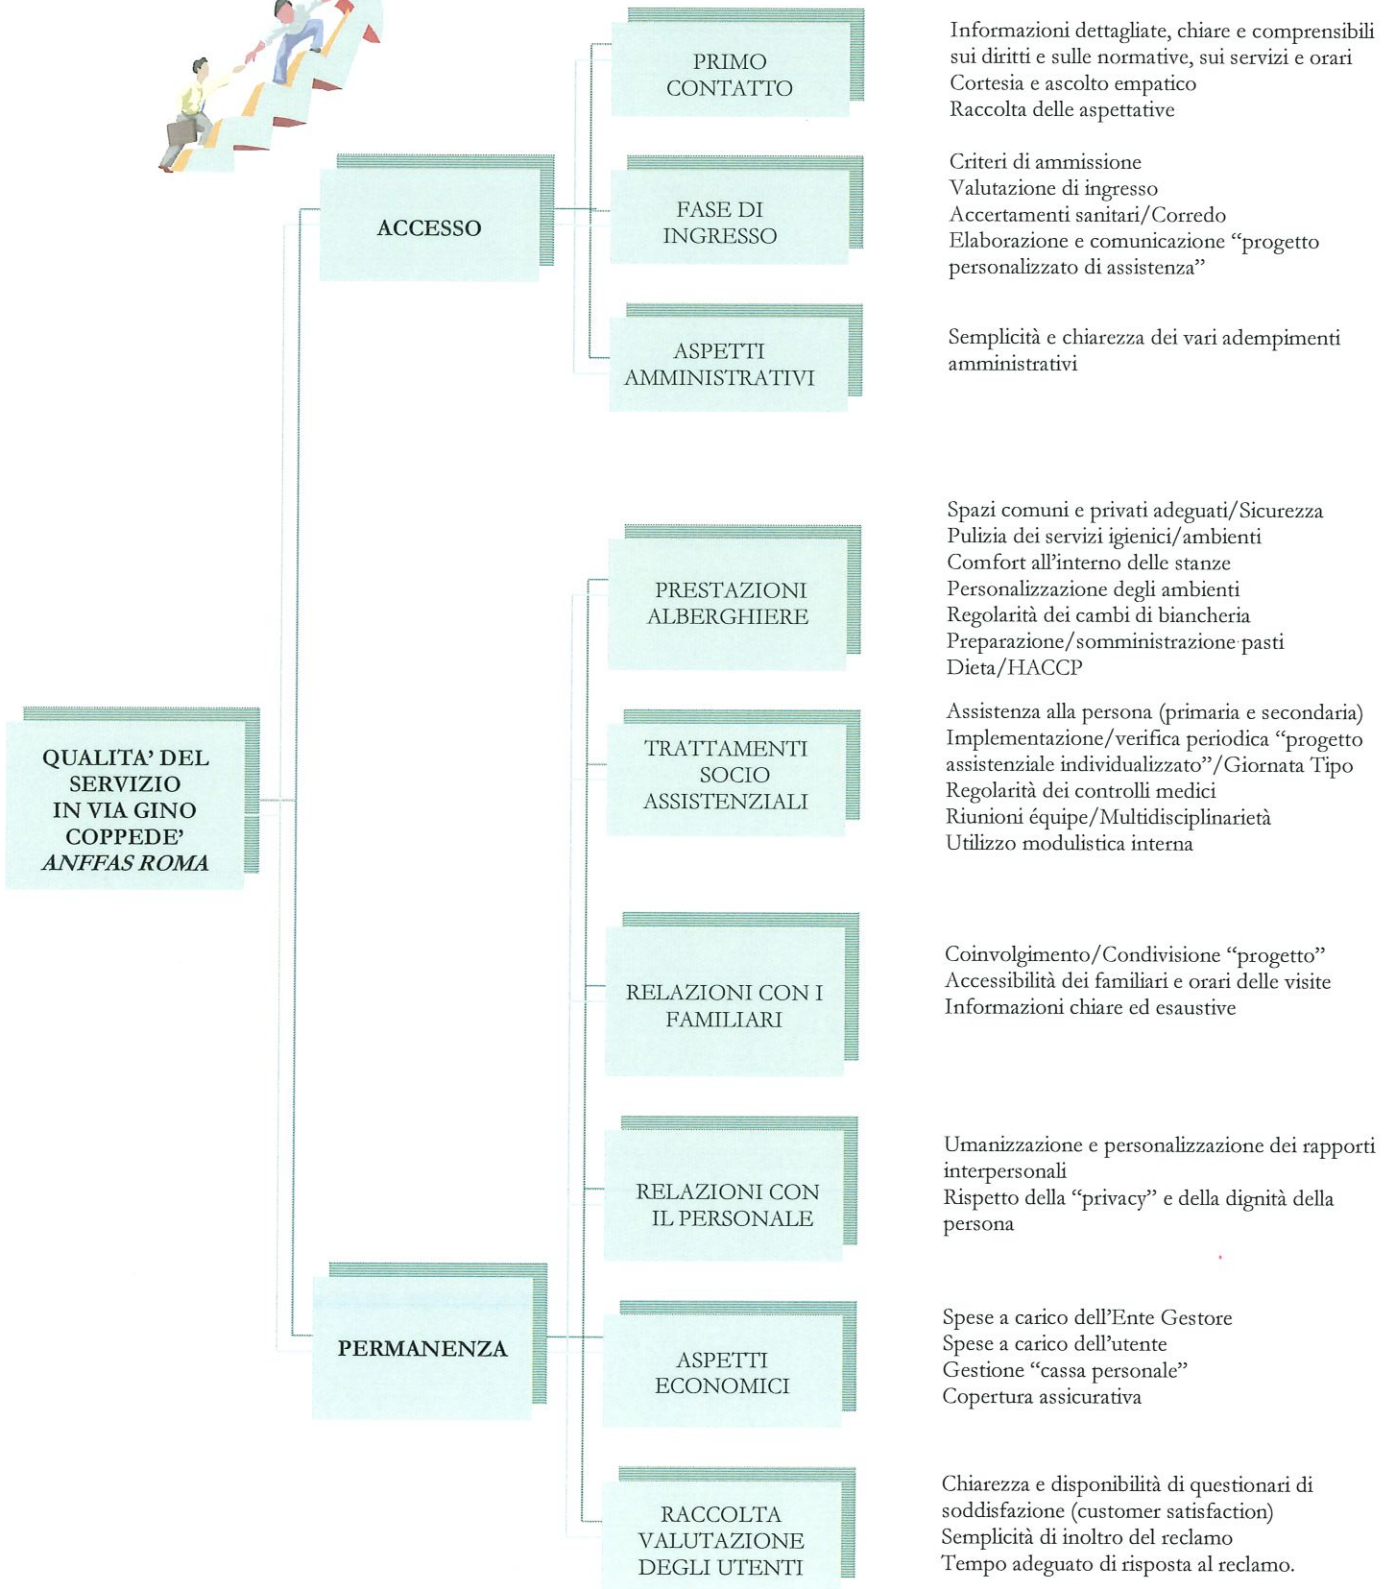 PRIMO
CONTATTO
Informazioni dettagliate, chiare e comprensibili
sui diritti e sulle normative, sui servizi e orari
Cortesia e ascolto empatico
Raccolta delle aspettative
ACCESSO
FASE DI
INGRESSO
Criteri di ammissione
Valutazione di ingresso
Accertamenti sanitari/Corredo
Elaborazione e comunicazione “progetto
personalizzato di assistenza”
ASPETTI
AMMINISTRATIVI
Semplicità e chiarezza dei vari adempimenti
amministrativi
QUALITA’ DEL
SERVIZIO
IN VIA GINO
COPPEDE’
ANFFAS ROMA
PRESTAZIONI
ALBERGHIERE
Spazi comuni e privati adeguati/Sicurezza
Pulizia dei servizi igienici/ambienti
Comfort all’interno delle stanze
Personalizzazione degli ambienti
Regolarità dei cambi di biancheria
Preparazione/somministrazione pasti
Dieta/HACCP
TRATTAMENTI
SOCIO
ASSISTENZIALI
Assistenza alla persona (primaria e secondaria)
Implementazione/verifica periodica “progetto
assistenziale individualizzato”/Giornata Tipo
Regolarità dei controlli medici
Riunioni équipe/Multidisciplinarietà
Utilizzo modulistica interna
RELAZIONI CON I
FAMILIARI
Coinvolgimento/Condivisione “progetto”
Accessibilità dei familiari e orari delle visite
Informazioni chiare ed esaustive
RELAZIONI CON
IL PERSONALE
Umanizzazione e personalizzazione dei rapporti
interpersonali
Rispetto della “privacy” e della dignità della
persona
PERMANENZA
ASPETTI
ECONOMICI
Spese a carico dell’Ente Gestore
Spese a carico dell’utente
Gestione “cassa personale”
Copertura assicurativa
RACCOLTA
VALUTAZIONE
DEGLI UTENTI
Chiarezza e disponibilità di questionari di
soddisfazione (customer satisfaction)
Semplicità di inoltro del reclamo
Tempo adeguato di risposta al reclamo.